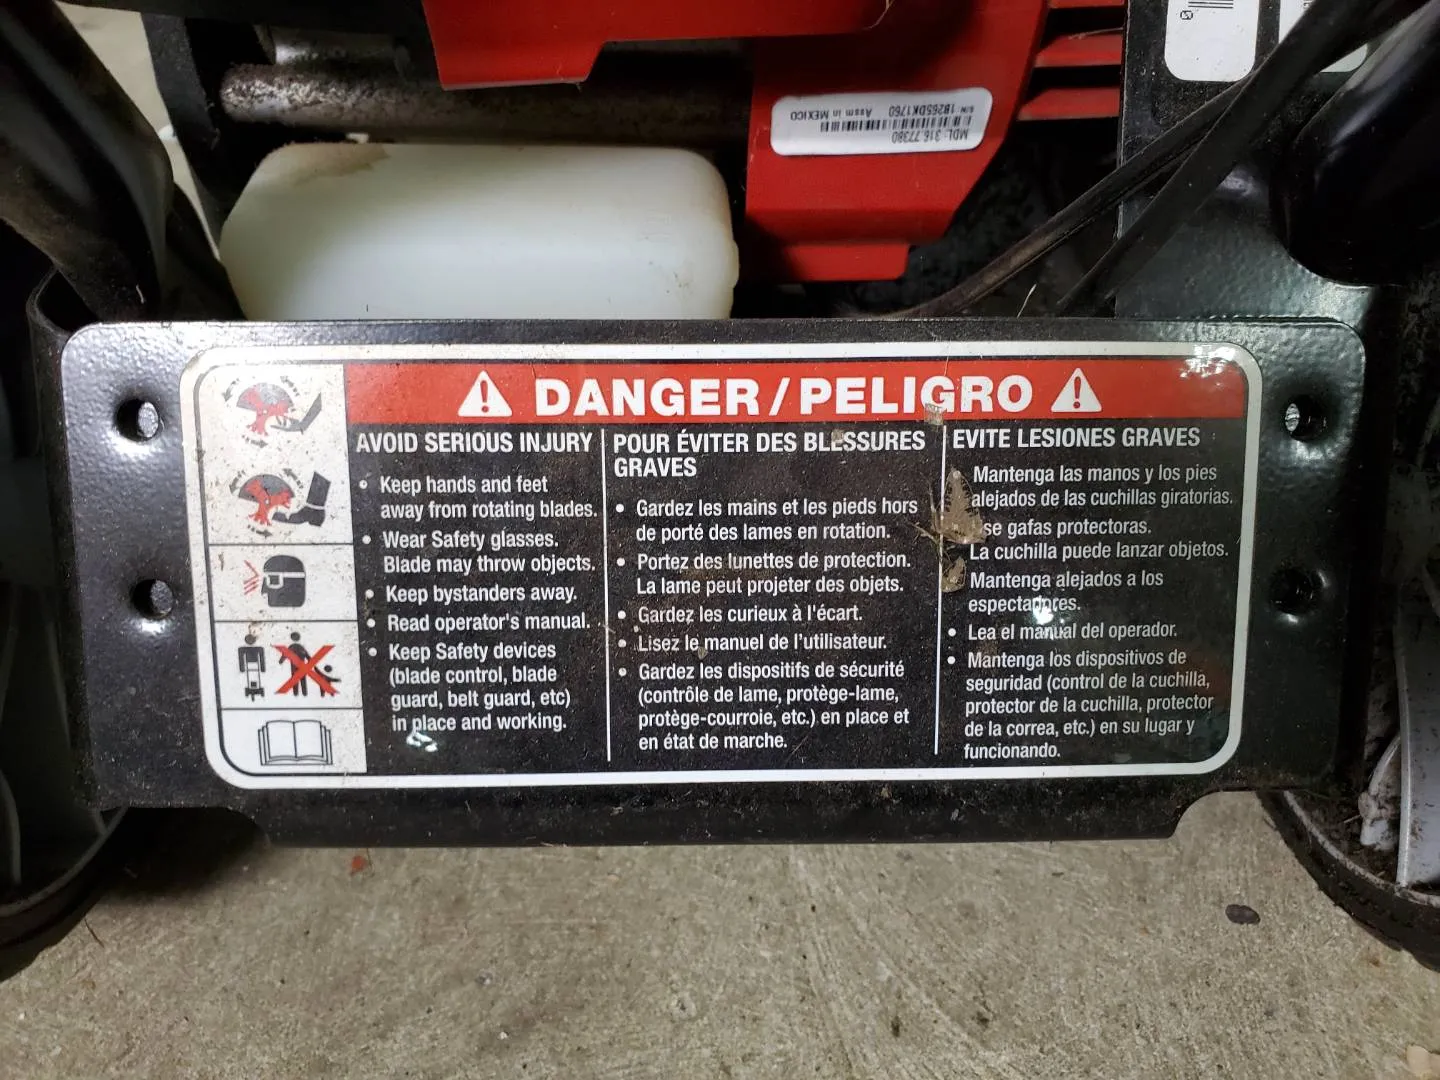 MDL: 316.77380
S/N: 1B265DK1760 Assm in MEXICO
DANGER/PELIGRO
AVOID SERIOUS INJURY
• Keep hands and feet
away from rotating blades.
• Wear Safety glasses.
Blade may throw objects.
• Keep bystanders away.
• Read operator's manual.
• Keep Safety devices
(blade control, blade
guard, belt guard, etc)
in place and working.
POUR ÉVITER DES BLESSURES
GRAVES
• Gardez les mains et les pieds hors
de porté des lames en rotation.
• Portez des lunettes de protection.
La lame peut projeter des objets.
• Gardez les curieux à l'écart.
• Lisez le manuel de l'utilisateur.
• Gardez les dispositifs de sécurité
(contrôle de lame, protège-lame,
protège-courroie, etc.) en place et
en état de marche.
EVITE LESIONES GRAVES
Mantenga las manos y los pies
alejados de las cuchillas giratorias.
gafas protectoras.
La cuchilla puede lanzar objetos.
Mantenga alejados a los
espectadores.
• Lea el manual del operador.
• Mantenga los dispositivos de
seguridad (control de la cuchilla,
protector de la cuchilla, protector
de la correa, etc.) en su lugar y
funcionando.